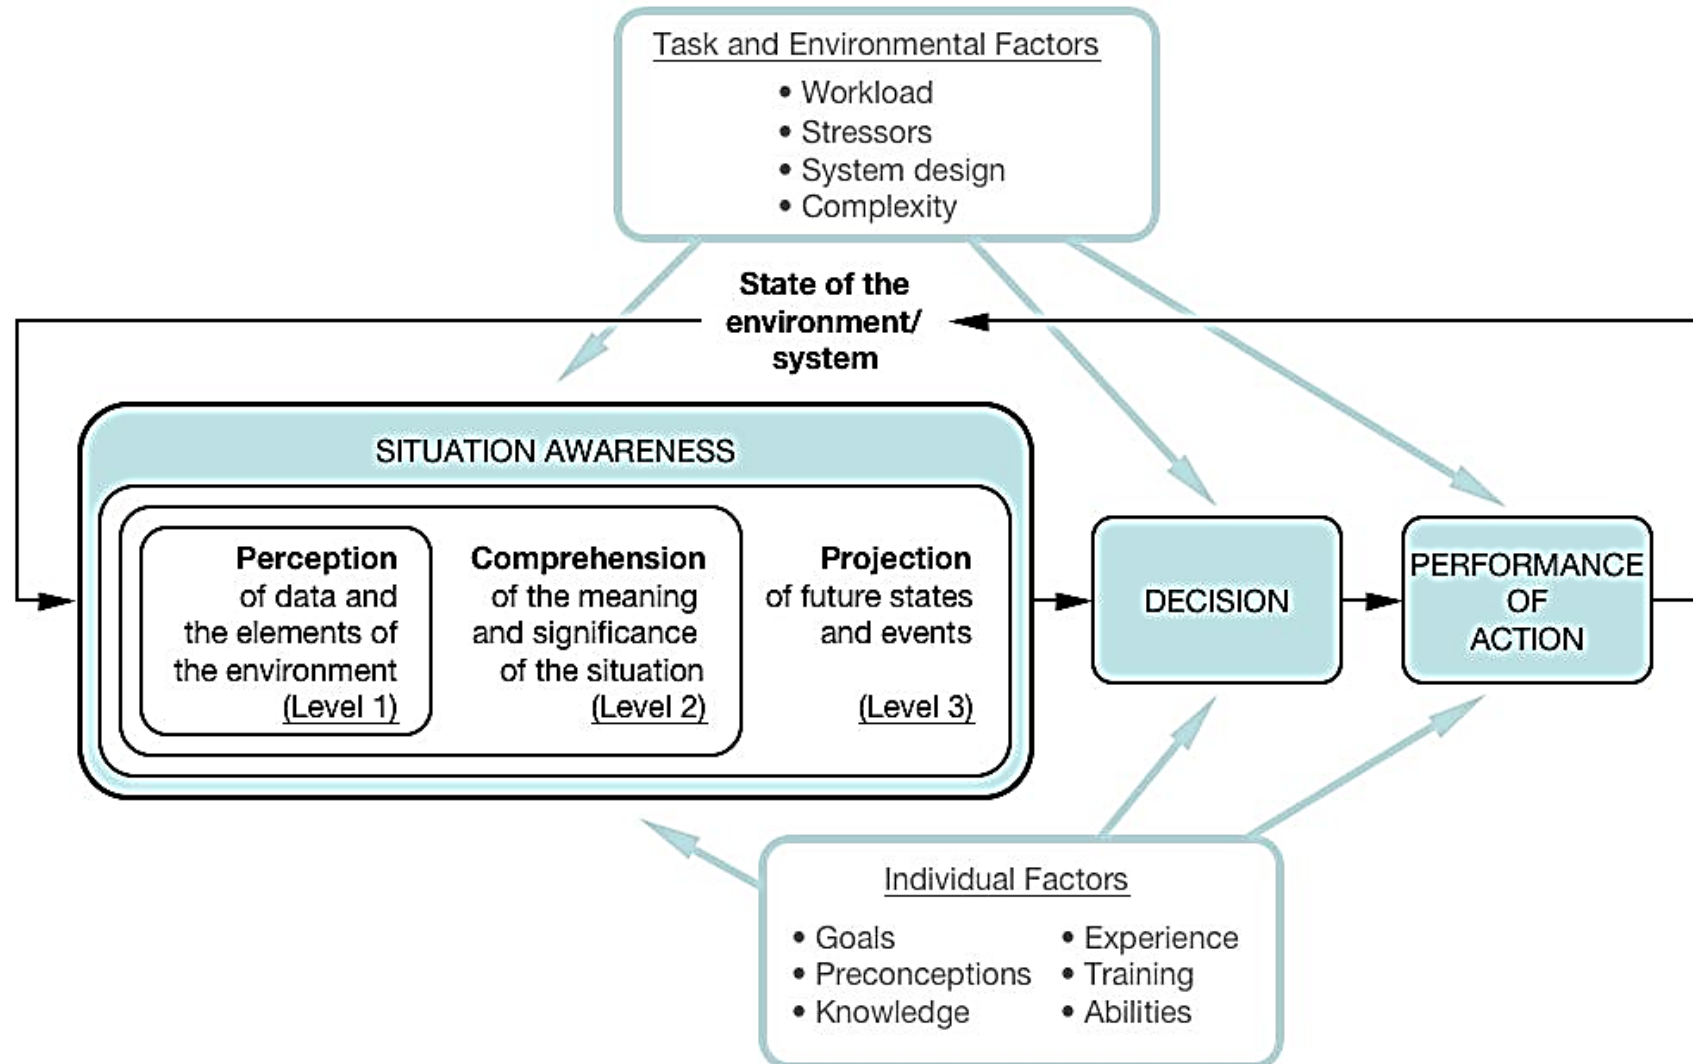 Task and Environmental Factors
• Workload
• Stressors
• System design
• Complexity
State of the
environment/
system
SITUATION AWARENESS
Perception
of data and
the elements of
the environment
(Level 1)
Comprehension
of the meaning
and significance
of the situation
(Level 2)
Projection
of future states
and events
(Level 3)
DECISION
PERFORMANCE
OF
ACTION
Individual Factors
• Goals
• Preconceptions
• Knowledge
• Experience
• Training
• Abilities